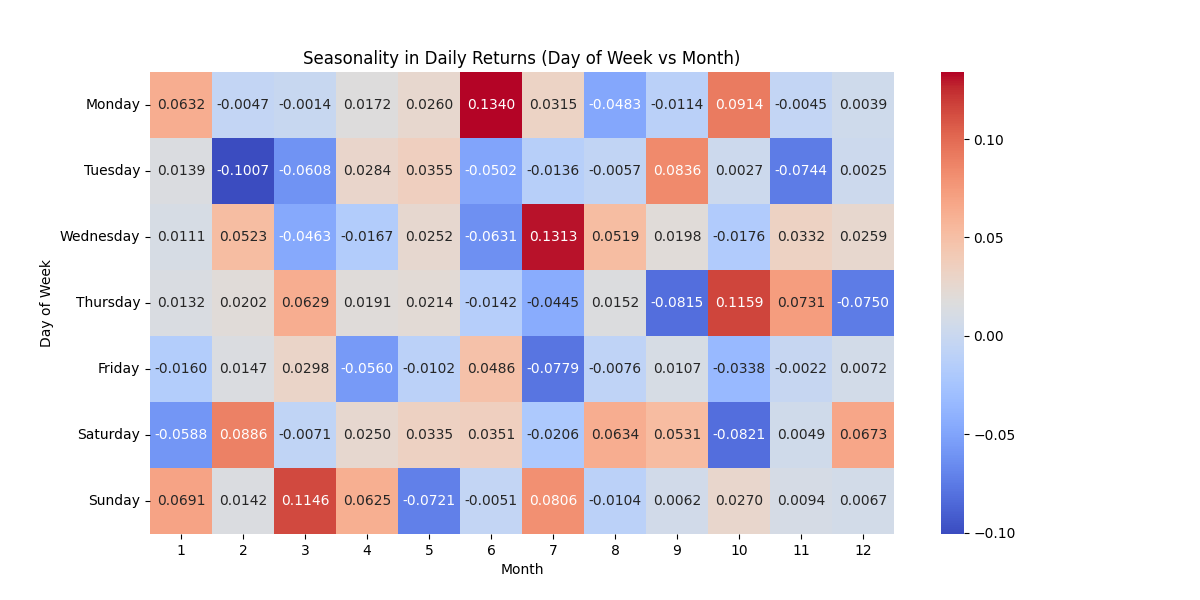 Seasonality in Daily Returns (Day of Week vs Month)
Monday 0.0632 -0.0047 -0.0014 0.0172 0.0260 0.1340 0.0315 -0.0483 -0.0114 0.0914 -0.0045 0.0039
Tuesday 0.0139 -0.1007 -0.0608 0.0284 0.0355 -0.0502 -0.0136 -0.0057 0.0836 0.0027 -0.0744 0.0025
Wednesday 0.0111 0.0523 -0.0463 -0.0167 0.0252 -0.0631 0.1313 0.0519 0.0198 -0.0176 0.0332 0.0259
Thursday 0.0132 0.0202 0.0629 0.0191 0.0214 -0.0142 -0.0445 0.0152 -0.0815 0.1159 0.0731 -0.0750
Friday -0.0160 0.0147 0.0298 -0.0560 -0.0102 0.0486 -0.0779 -0.0076 0.0107 -0.0338 -0.0022 0.0072
Saturday -0.0588 0.0886 -0.0071 0.0250 0.0335 0.0351 -0.0206 0.0634 0.0531 -0.0821 0.0049 0.0673
Sunday 0.0691 0.0142 0.1146 0.0625 -0.0721 -0.0051 0.0806 -0.0104 0.0062 0.0270 0.0094 0.0067
1 2 3 4 5 6 7 8 9 10 11 12
Month
Day of Week
0.10
0.05
0.00
−0.05
−0.10